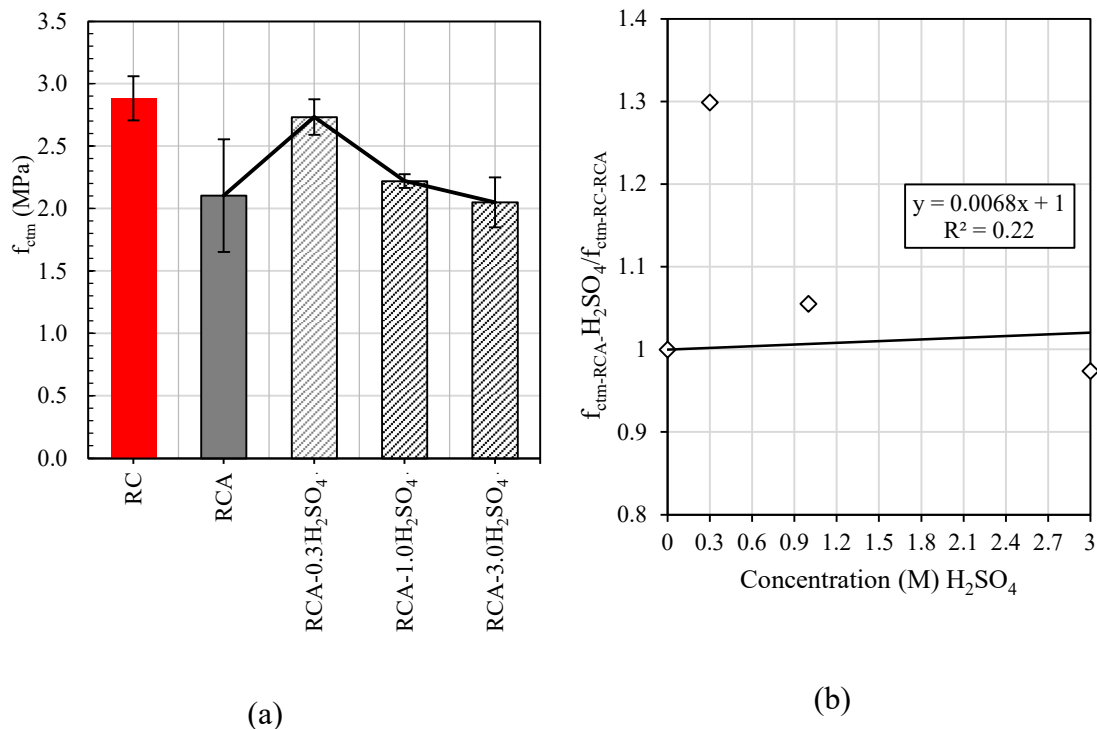 3.5
3.0
2.5
2.0
1.5
1.0
0.5
0.0
f_ctm (MPa)
RC
RCA
RCA-0.3H₂SO₄
RCA-1.0H₂SO₄
RCA-3.0H₂SO₄
(a)
1.4
1.3
1.2
1.1
1
0.9
0.8
f_ctm-RCA-H₂SO₄/f_ctm-RC-RCA
y = 0.0068x + 1
R² = 0.22
0 0.3 0.6 0.9 1.2 1.5 1.8 2.1 2.4 2.7 3
Concentration (M) H₂SO₄
(b)